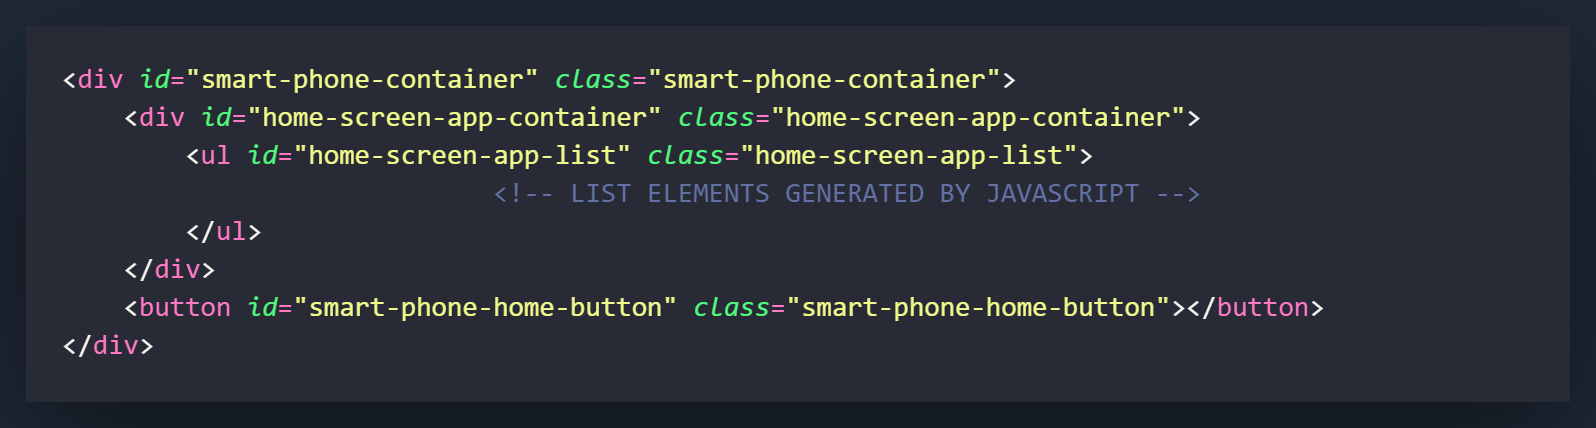 <div id="smart-phone-container" class="smart-phone-container">
    <div id="home-screen-app-container" class="home-screen-app-container">
        <ul id="home-screen-app-list" class="home-screen-app-list">
                            <!-- LIST ELEMENTS GENERATED BY JAVASCRIPT -->
        </ul>
    </div>
    <button id="smart-phone-home-button" class="smart-phone-home-button"></button>
</div>